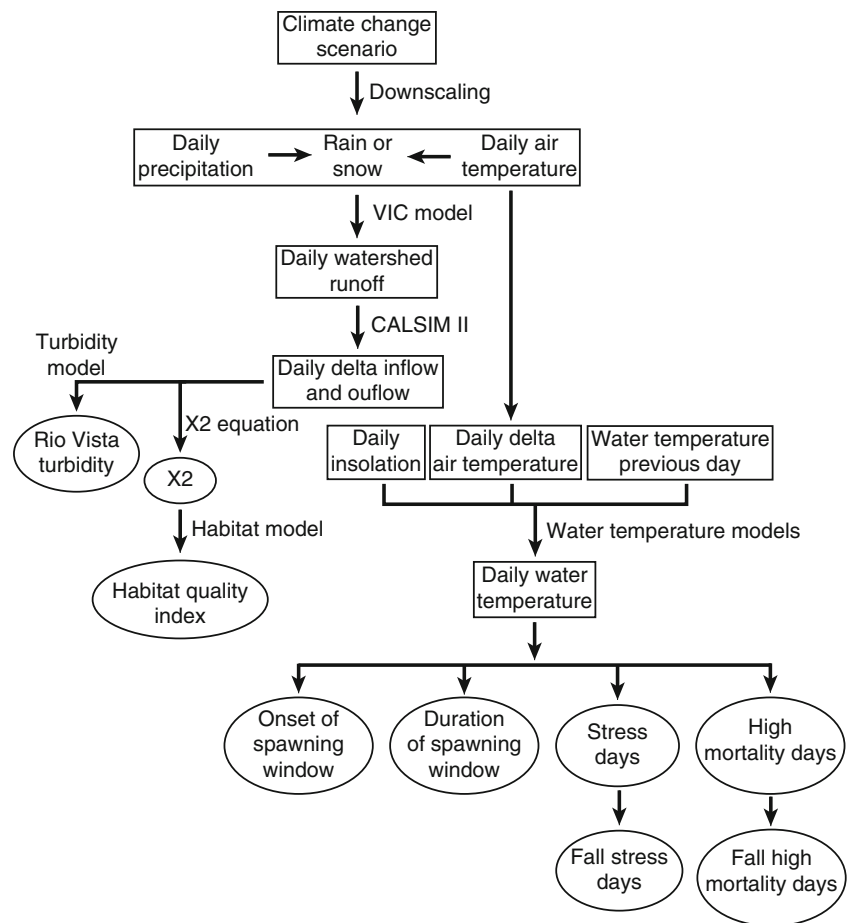 Climate change
scenario
Downscaling
Daily
precipitation
Rain or
snow
Daily air
temperature
VIC model
Daily watershed
runoff
CALSIM II
Turbidity
model
Daily delta inflow
and ouflow
X2 equation
Rio Vista
turbidity
X2
Daily
insolation
Daily delta
air temperature
Water temperature
previous day
Habitat model
Water temperature models
Habitat quality
index
Daily water
temperature
Onset of
spawning
window
Duration
of spawning
window
Stress
days
High
mortality days
Fall stress
days
Fall high
mortality days